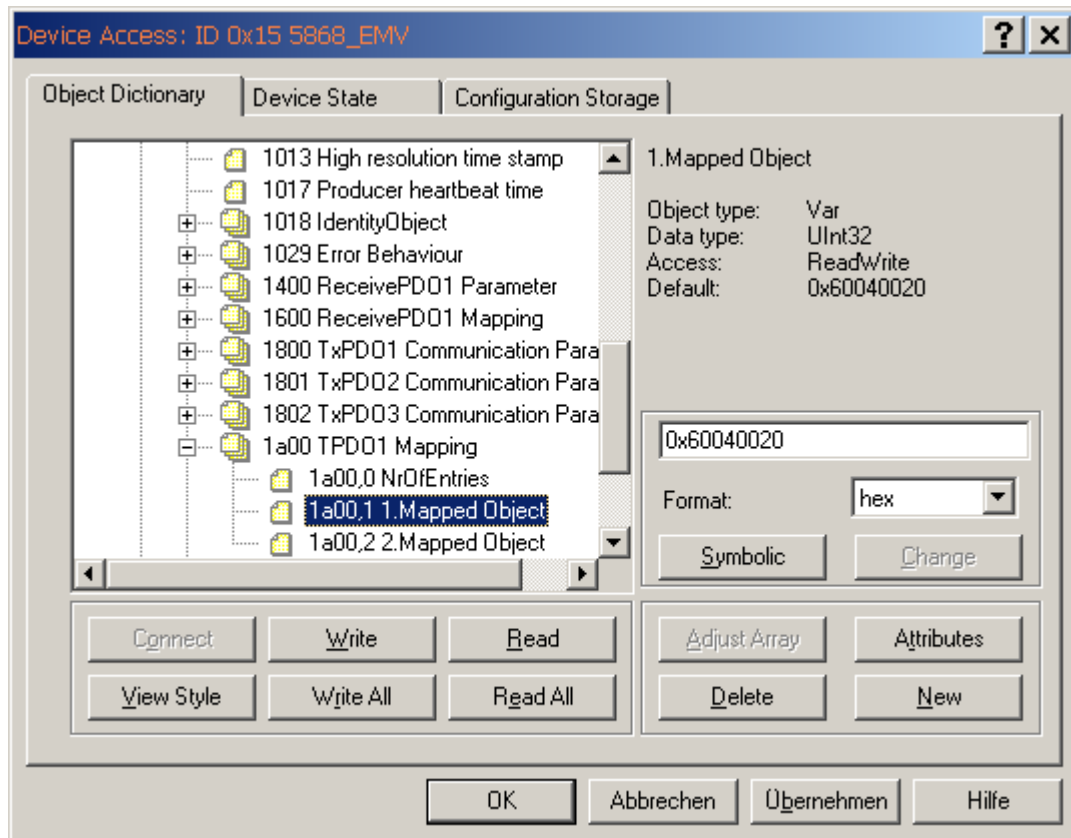 Device Access: ID 0x15 5868_EMV
Object Dictionary
Device State
Configuration Storage
1013 High resolution time stamp
1017 Producer heartbeat time
1018 IdentityObject
1029 Error Behaviour
1400 ReceivePDO1 Parameter
1600 ReceivePDO1 Mapping
1800 TxPDO1 Communication Para
1801 TxPDO2 Communication Para
1802 TxPDO3 Communication Para
1a00 TPDO1 Mapping
1a00,0 NrOfEntries
1a00,1 1.Mapped Object
1a00,2 2.Mapped Object
1.Mapped Object
Object type: Var
Data type: UInt32
Access: ReadWrite
Default: 0x60040020
0x60040020
Format: hex
Symbolic Change
Connect Write Read
View Style Write All Read All
Adjust Array Attributes
Delete New
OK Abbrechen Übernehmen Hilfe